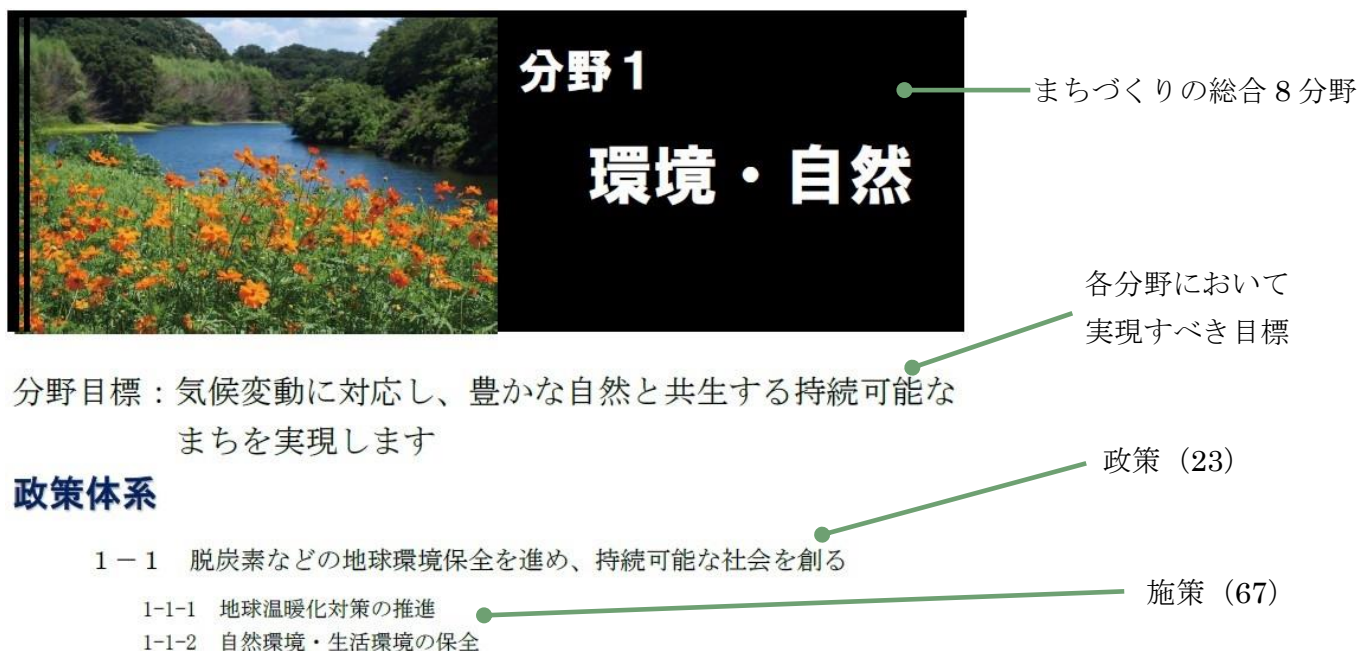 分野1
環境・自然
まちづくりの総合8分野
各分野において
実現すべき目標
分野目標：気候変動に対応し、豊かな自然と共生する持続可能な
まちを実現します
政策（23）
政策体系
1－1 脱炭素などの地球環境保全を進め、持続可能な社会を創る
施策（67）
1-1-1 地球温暖化対策の推進
1-1-2 自然環境・生活環境の保全